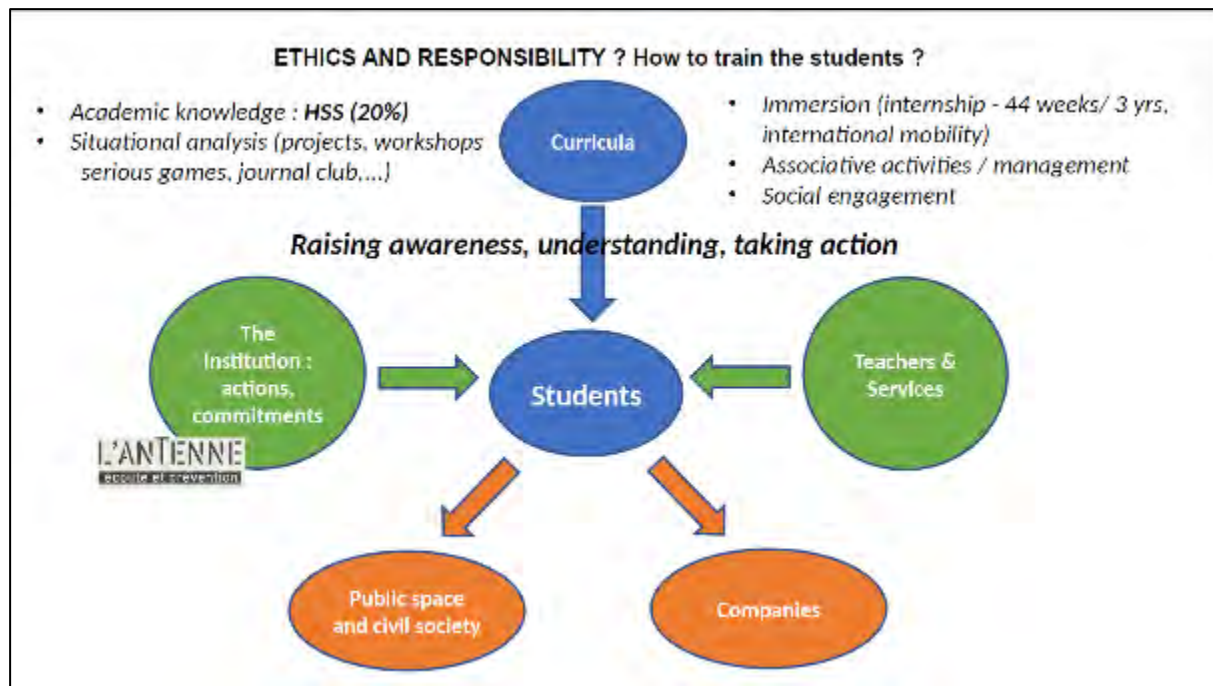 ETHICS AND RESPONSIBILITY ? How to train the students ?
• Academic knowledge : HSS (20%)
• Situational analysis (projects, workshops
serious games, journal club,...)
Curricula
• Immersion (internship - 44 weeks/ 3 yrs,
international mobility)
• Associative activities / management
• Social engagement
Raising awareness, understanding, taking action
The
Institution :
actions,
commitments
L'ANTENNE
écoute et prévention
Students
Teachers &
Services
Public space
and civil society
Companies